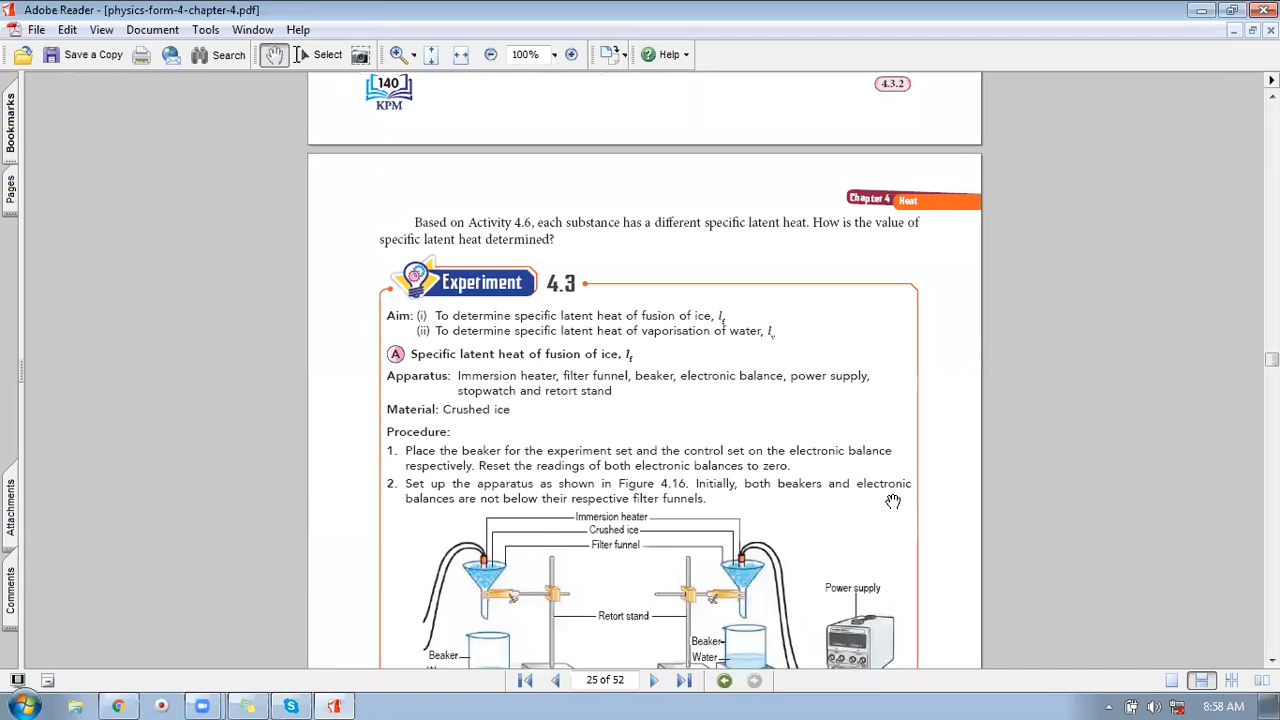 Adobe Reader - [physics-form-4-chapter-4.pdf]
File Edit View Document Tools Window Help
Save a Copy Search Select 100% Help
Bookmarks
Pages
Attachments
Comments
140
KPM
4.3.2
Chapter 4 Heat
Based on Activity 4.6, each substance has a different specific latent heat. How is the value of
specific latent heat determined?
Experiment 4.3
Aim: (i) To determine specific latent heat of fusion of ice, lf
(ii) To determine specific latent heat of vaporisation of water, lv
A Specific latent heat of fusion of ice, lf
Apparatus: Immersion heater, filter funnel, beaker, electronic balance, power supply,
stopwatch and retort stand
Material: Crushed ice
Procedure:
1. Place the beaker for the experiment set and the control set on the electronic balance
respectively. Reset the readings of both electronic balances to zero.
2. Set up the apparatus as shown in Figure 4.16. Initially, both beakers and electronic
balances are not below their respective filter funnels.
Immersion heater
Crushed ice
Filter funnel
Power supply
Retort stand
Beaker
Water
Beaker
25 of 52
8:58 AM